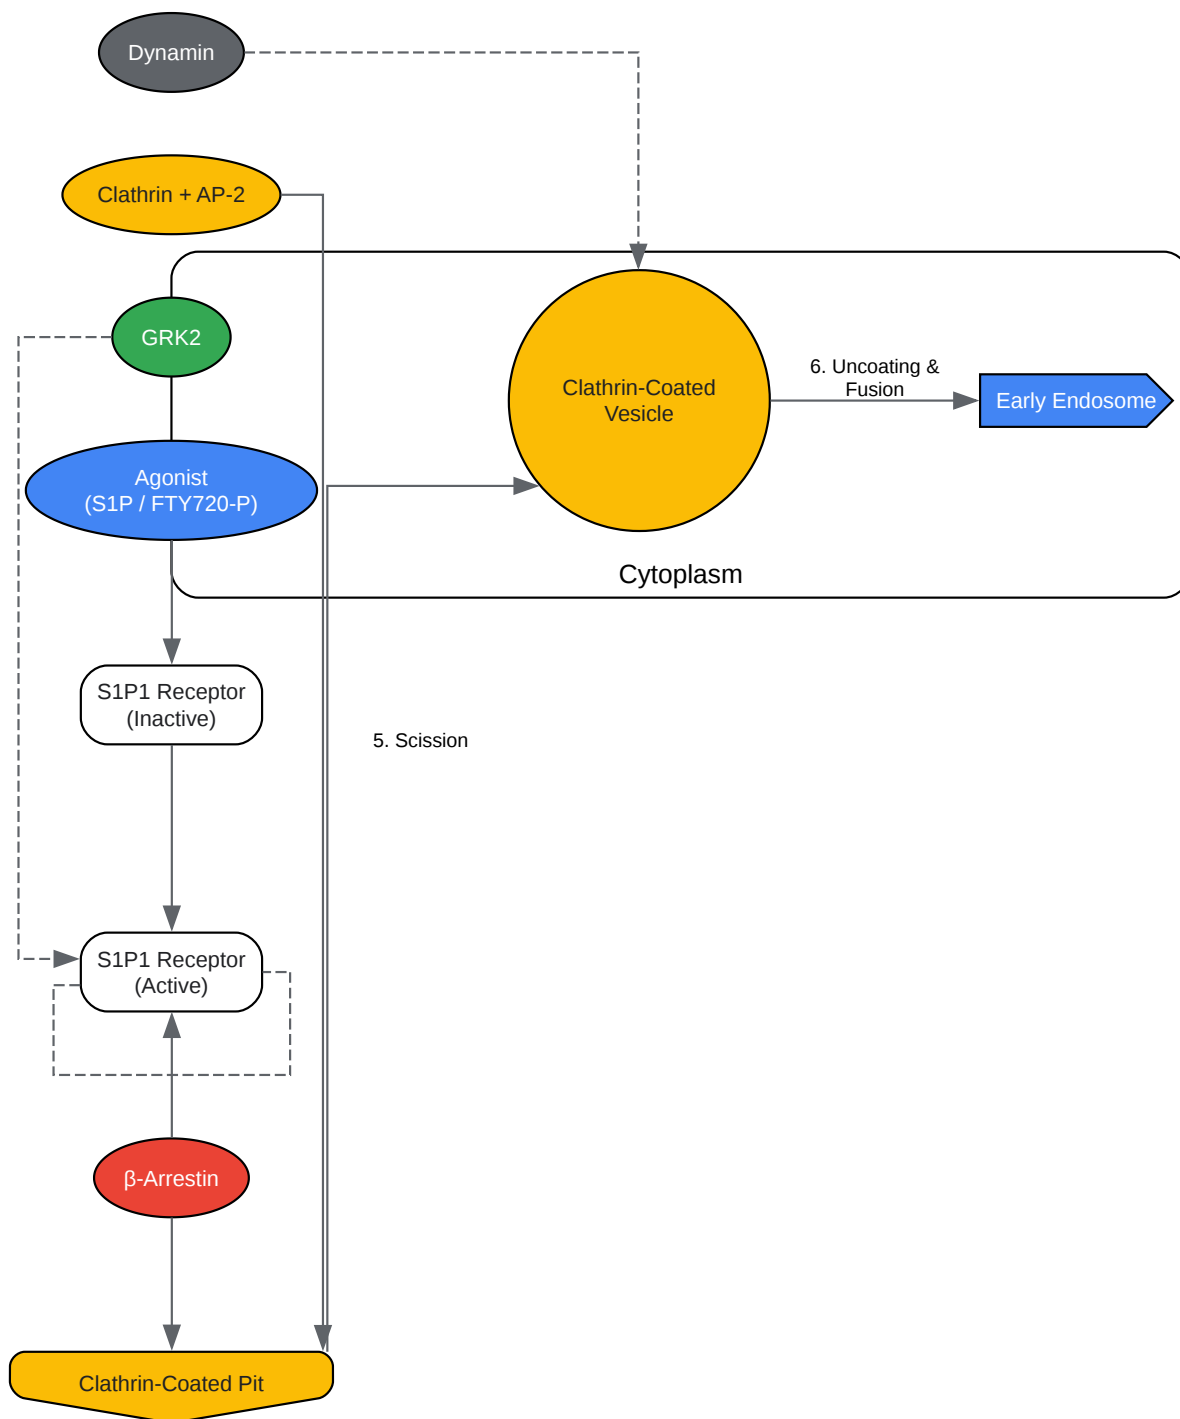 Dynamin
Clathrin + AP-2
GRK2
Clathrin-Coated
Vesicle
6. Uncoating &
Fusion
Early Endosome
Agonist
(S1P / FTY720-P)
Cytoplasm
S1P1 Receptor
(Inactive)
5. Scission
S1P1 Receptor
(Active)
β-Arrestin
Clathrin-Coated Pit